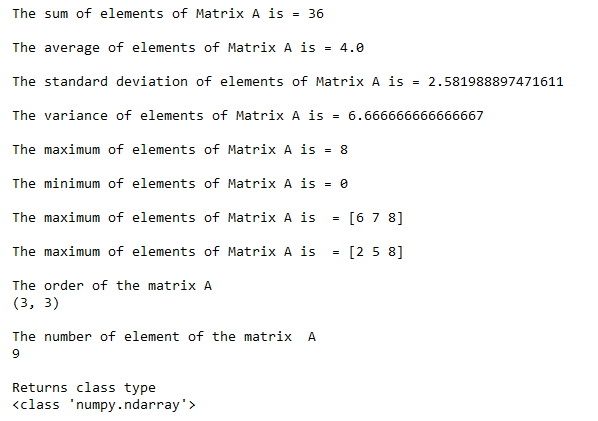 The sum of elements of Matrix A is = 36
The average of elements of Matrix A is = 4.0
The standard deviation of elements of Matrix A is = 2.581988897471611
The variance of elements of Matrix A is = 6.666666666666667
The maximum of elements of Matrix A is = 8
The minimum of elements of Matrix A is = 0
The maximum of elements of Matrix A is  = [6 7 8]
The maximum of elements of Matrix A is  = [2 5 8]
The order of the matrix A
(3, 3)
The number of element of the matrix  A
9
Returns class type
<class 'numpy.ndarray'>